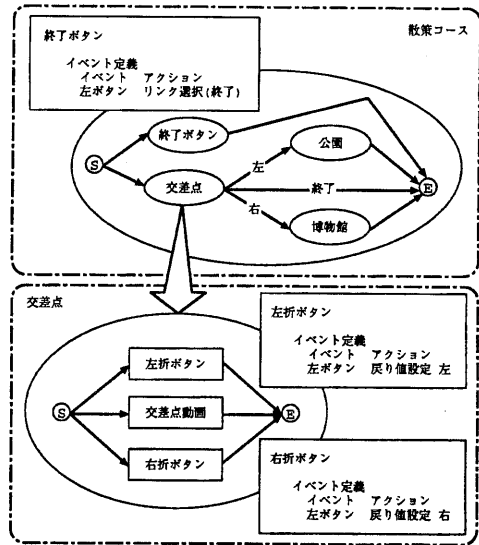 散策コース
終了ボタン
イベント定義
イベント アクション
左ボタン リンク選択(終了)
終了ボタン
公園
左
S
終了
E
交差点
右
博物館
交差点
左折ボタン
イベント定義
イベント アクション
左ボタン 戻り値設定 左
左折ボタン
S
交差点動画
E
右折ボタン
右折ボタン
イベント定義
イベント アクション
左ボタン 戻り値設定 右